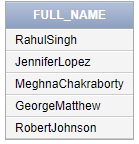 FULL_NAME
RahulSingh
JenniferLopez
MeghnaChakraborty
GeorgeMatthew
RobertJohnson